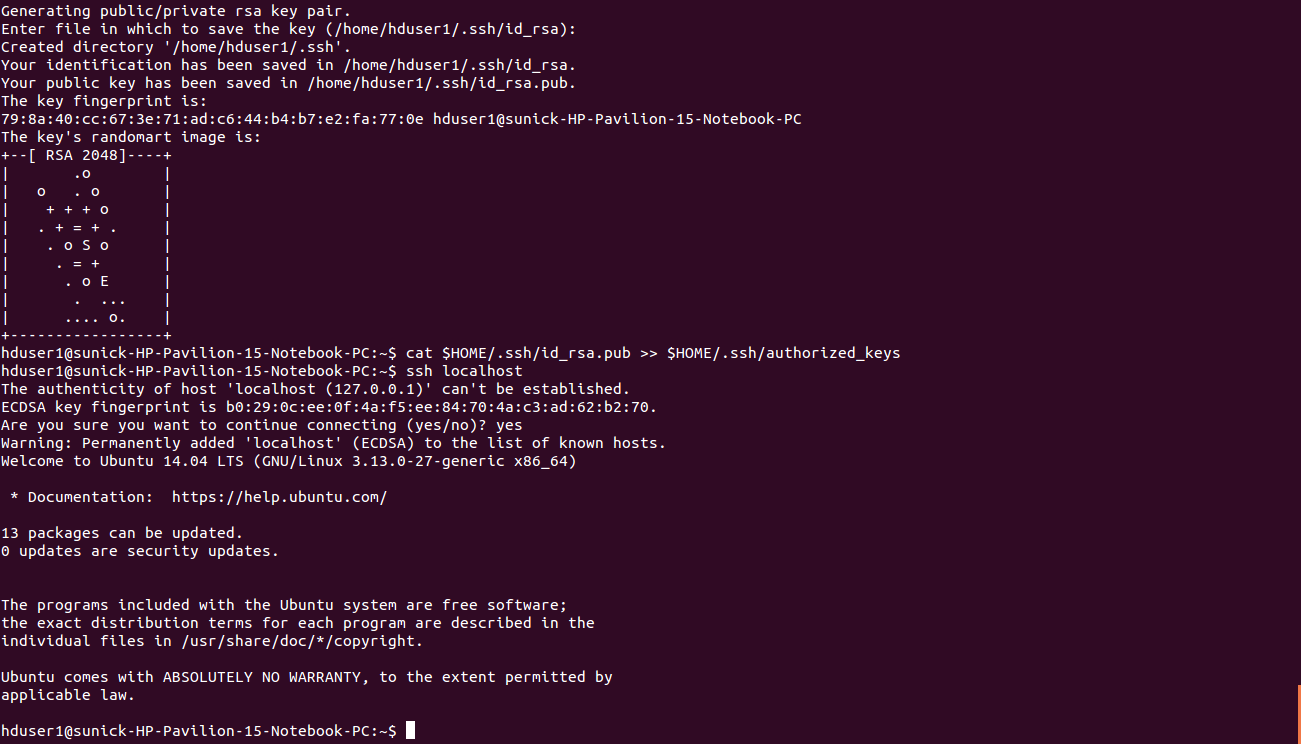 Generating public/private rsa key pair.
Enter file in which to save the key (/home/hduser1/.ssh/id_rsa):
Created directory '/home/hduser1/.ssh'.
Your identification has been saved in /home/hduser1/.ssh/id_rsa.
Your public key has been saved in /home/hduser1/.ssh/id_rsa.pub.
The key fingerprint is:
79:8a:40:cc:67:3e:71:ad:c6:44:b4:b7:e2:fa:77:0e hduser1@sunick-HP-Pavilion-15-Notebook-PC
The key's randomart image is:
+--[ RSA 2048]----+
|       .o        |
|   o   . o       |
|    + + + o      |
|   . + = + .     |
|    . o S o      |
|     . = +       |
|      . o E      |
|       .  ...    |
|      .... o.    |
+-----------------+
hduser1@sunick-HP-Pavilion-15-Notebook-PC:~$ cat $HOME/.ssh/id_rsa.pub >> $HOME/.ssh/authorized_keys
hduser1@sunick-HP-Pavilion-15-Notebook-PC:~$ ssh localhost
The authenticity of host 'localhost (127.0.0.1)' can't be established.
ECDSA key fingerprint is b0:29:0c:ee:0f:4a:f5:ee:84:70:4a:c3:ad:62:b2:70.
Are you sure you want to continue connecting (yes/no)? yes
Warning: Permanently added 'localhost' (ECDSA) to the list of known hosts.
Welcome to Ubuntu 14.04 LTS (GNU/Linux 3.13.0-27-generic x86_64)

 * Documentation:  https://help.ubuntu.com/

13 packages can be updated.
0 updates are security updates.


The programs included with the Ubuntu system are free software;
the exact distribution terms for each program are described in the
individual files in /usr/share/doc/*/copyright.

Ubuntu comes with ABSOLUTELY NO WARRANTY, to the extent permitted by
applicable law.

hduser1@sunick-HP-Pavilion-15-Notebook-PC:~$